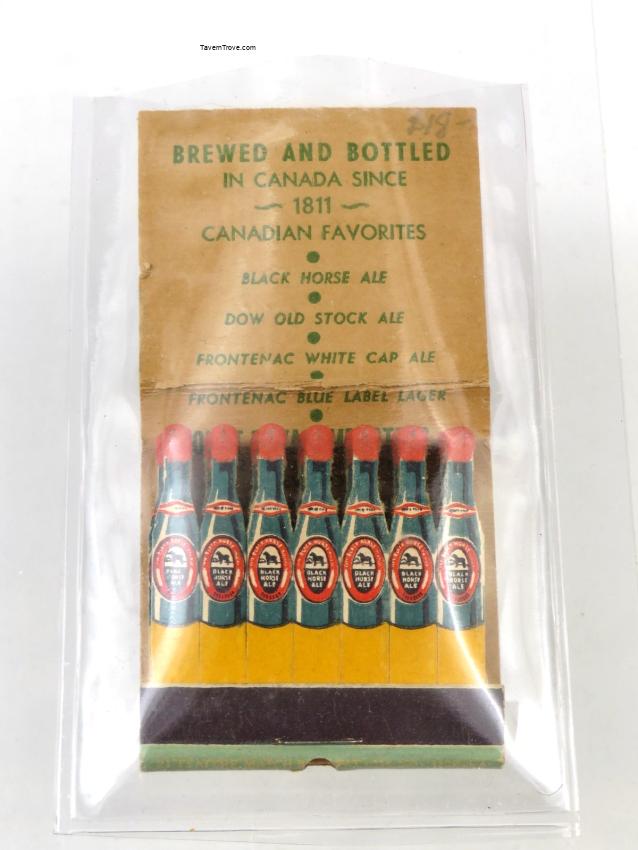 TavernTrove.com
BREWED AND BOTTLED
IN CANADA SINCE
~ 1811 ~
CANADIAN FAVORITES
BLACK HORSE ALE
DOW OLD STOCK ALE
FRONTENAC WHITE CAP ALE
FRONTENAC BLUE LABEL LAGER
BLACK HORSE ALE
BLACK HORSE ALE
BLACK HORSE ALE
BLACK HORSE ALE
BLACK HORSE ALE
BLACK HORSE ALE
BLACK HORSE ALE